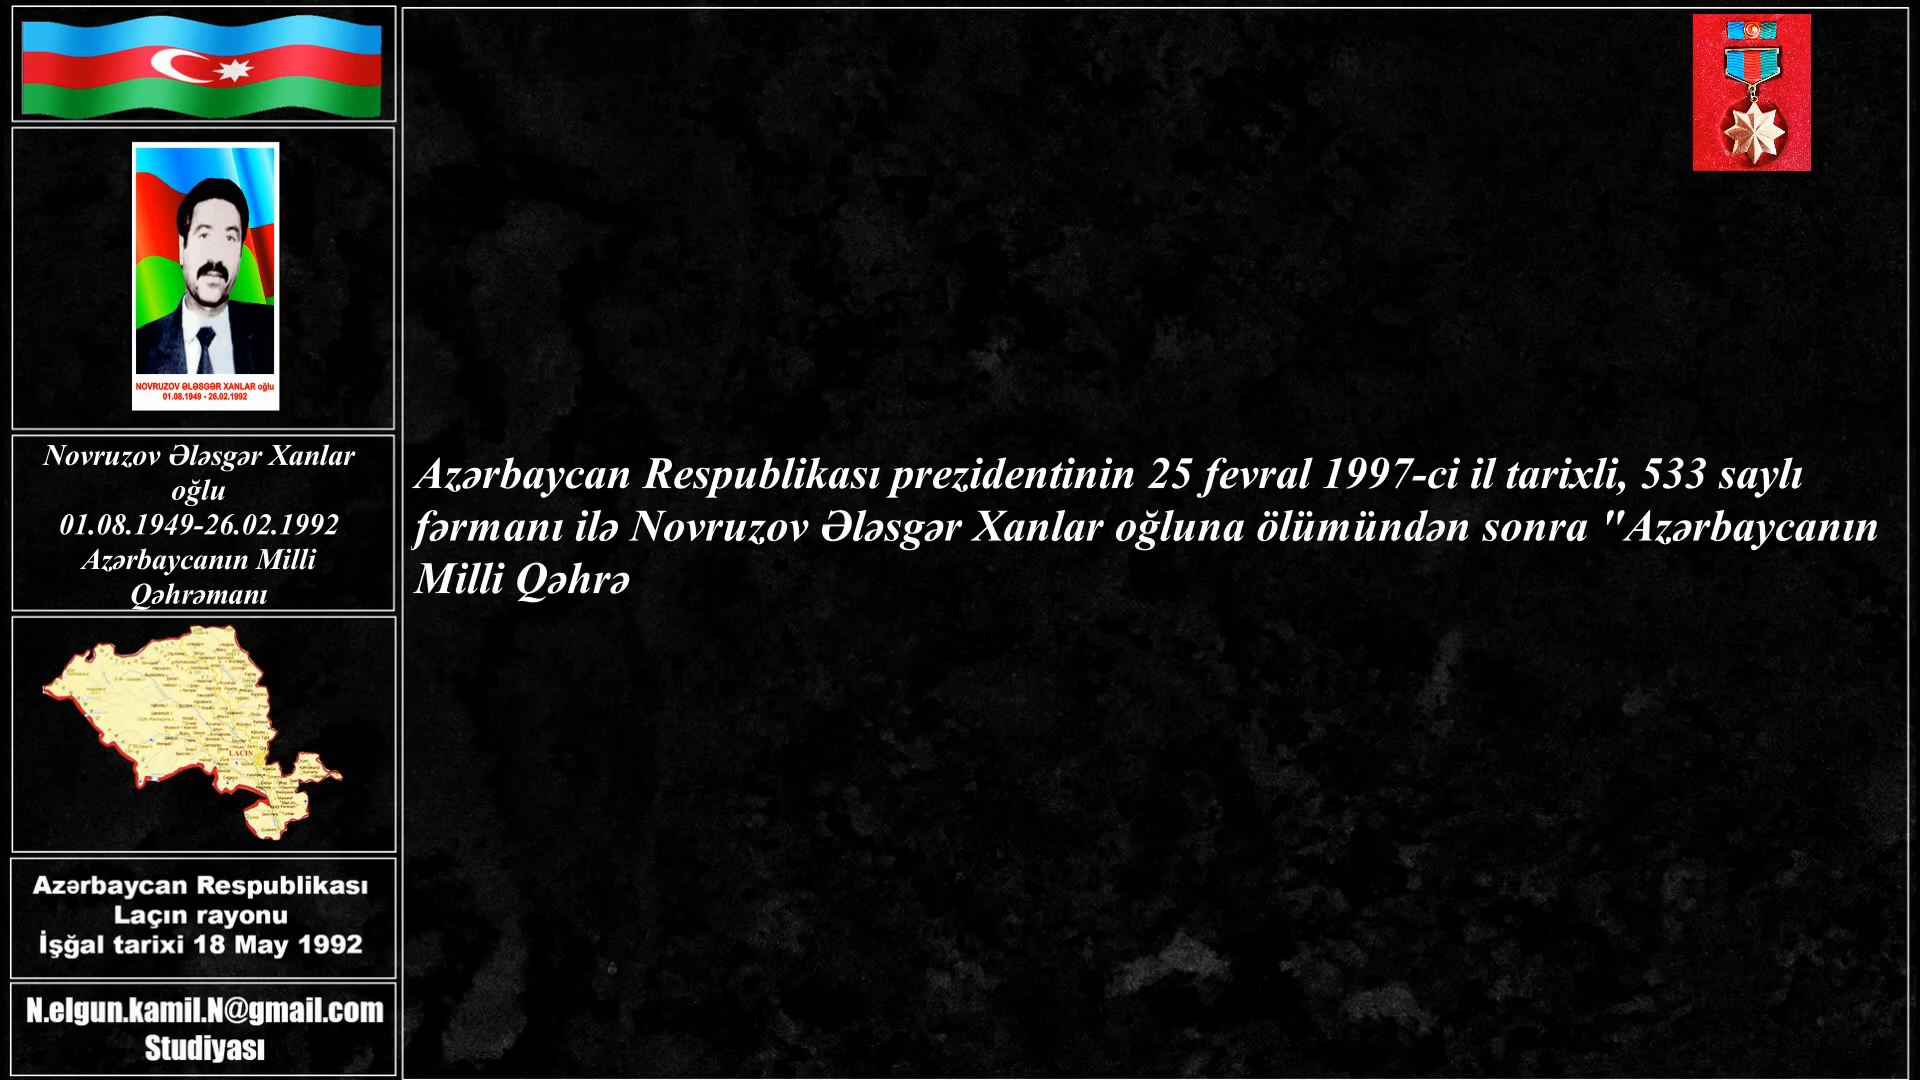 NOVRUZOV ƏLƏSGƏR XANLAR oğlu
01.08.1949 - 26.02.1992
Novruzov Ələsgər Xanlar
oğlu
01.08.1949-26.02.1992
Azərbaycanın Milli
Qəhrəmanı
LAÇIN
Azərbaycan Respublikası
Laçın rayonu
İşğal tarixi 18 May 1992
N.elgun.kamil.N@gmail.com
Studiyası
Azərbaycan Respublikası prezidentinin 25 fevral 1997-ci il tarixli, 533 saylı
fərmanı ilə Novruzov Ələsgər Xanlar oğluna ölümündən sonra "Azərbaycanın
Milli Qəhrə